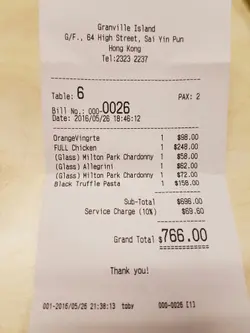 Granville Island
G/F., 64 High Street, Sai Yin Pun
Hong Kong
Tel:2323 2237
Table: 6 PAX: 2
Bill No.: 000-0026
Date: 2016/05/26 18:46:12
OrangeVingrte 1 $98.00
FULL Chicken 1 $248.00
(Glass) Milton Park Chardonny 1 $58.00
(Glass) Allegrini 1 $62.00
(Glass) Milton Park Chardonny 1 $72.00
Black Truffle Pasta 1 $158.00
Sub-Total $696.00
Service Charge (10%) $69.60
Grand Total $766.00
Thank you!
001-2016/05/26 21:38:13 toby 000-0026 [1]